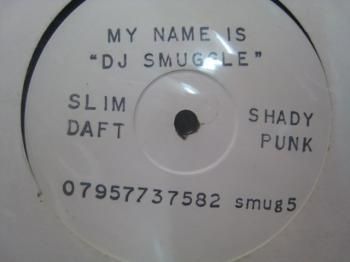 MY NAME IS
"DJ SMUGGLE"
SLIM SHADY
DAFT PUNK
07957737582 smug5